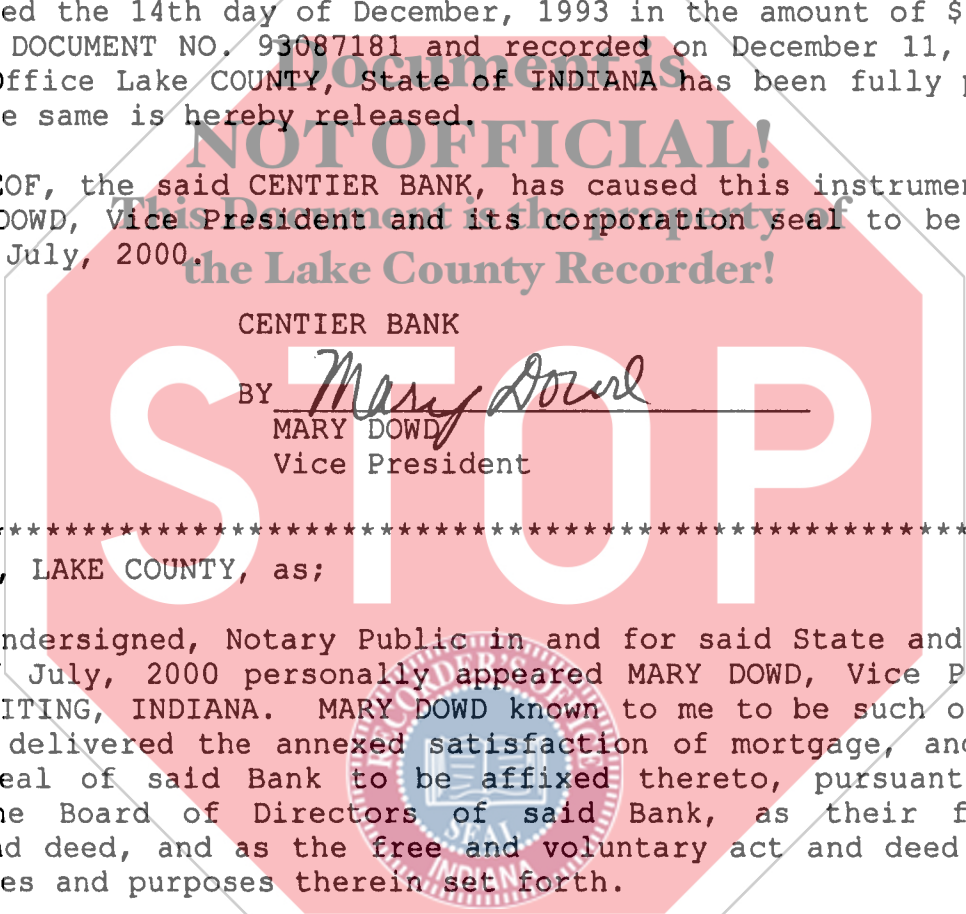 ed the 14th day of December, 1993 in the amount of $
DOCUMENT NO. 93087181 and recorded on December 11,
Office Lake COUNTY, State of INDIANA has been fully p
e same is hereby released.
Document is
NOT OFFICIAL!
This Document is the property of
the Lake County Recorder!
OF, the said CENTIER BANK, has caused this instrumen
DOWD, Vice President and its corporation seal to be
July, 2000.
CENTIER BANK
BY Mary Dowd
MARY DOWD
Vice President
STOP
*****************************************************
, LAKE COUNTY, as;
ndersigned, Notary Public in and for said State and
July, 2000 personally appeared MARY DOWD, Vice P
ITING, INDIANA. MARY DOWD known to me to be such o
delivered the annexed satisfaction of mortgage, and
eal of said Bank to be affixed thereto, pursuant
e Board of Directors of said Bank, as their f
d deed, and as the free and voluntary act and deed
es and purposes therein set forth.
RECORDER'S OFFICE
SEAL
INDIANA